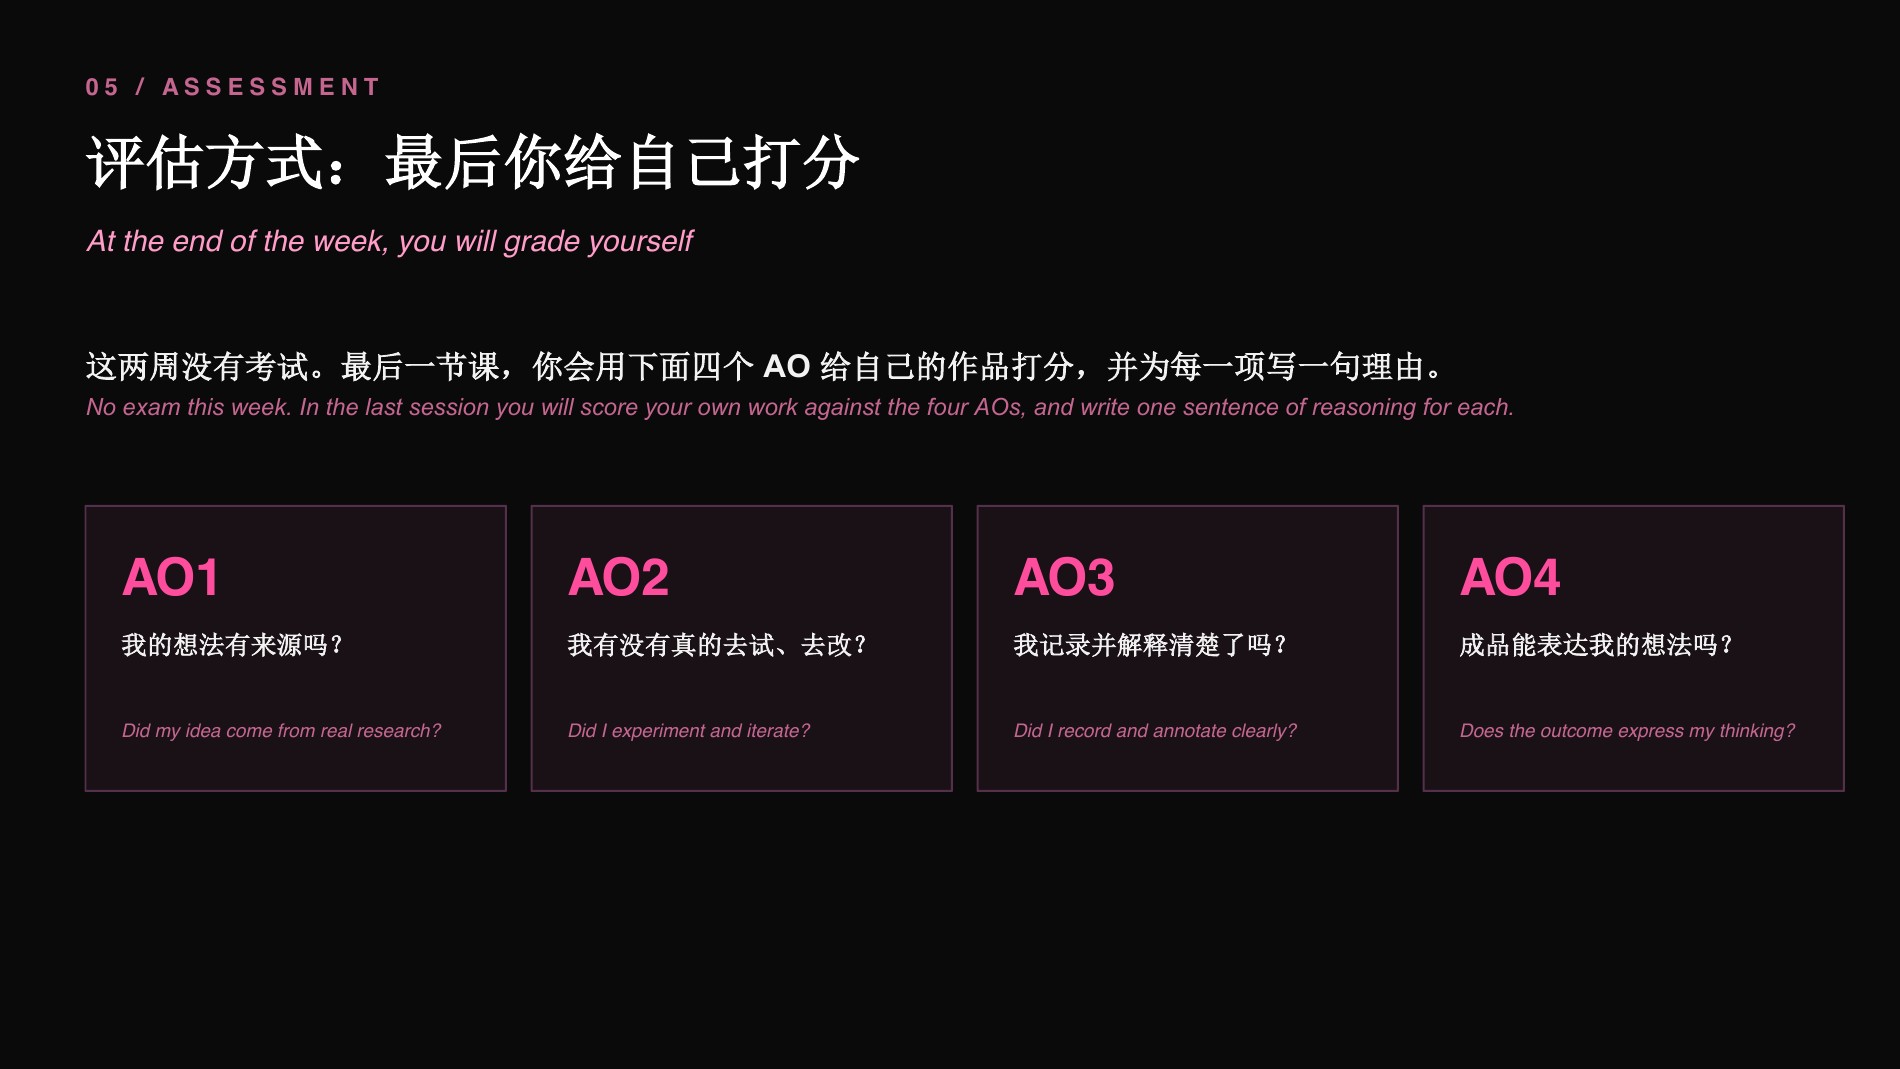 05 / ASSESSMENT
评估方式：最后你给自己打分
At the end of the week, you will grade yourself
这两周没有考试。最后一节课，你会用下面四个 AO 给自己的作品打分，并为每一项写一句理由。
No exam this week. In the last session you will score your own work against the four AOs, and write one sentence of reasoning for each.
AO1
我的想法有来源吗？
Did my idea come from real research?
AO2
我有没有真的去试、去改？
Did I experiment and iterate?
AO3
我记录并解释清楚了吗？
Did I record and annotate clearly?
AO4
成品能表达我的想法吗？
Does the outcome express my thinking?